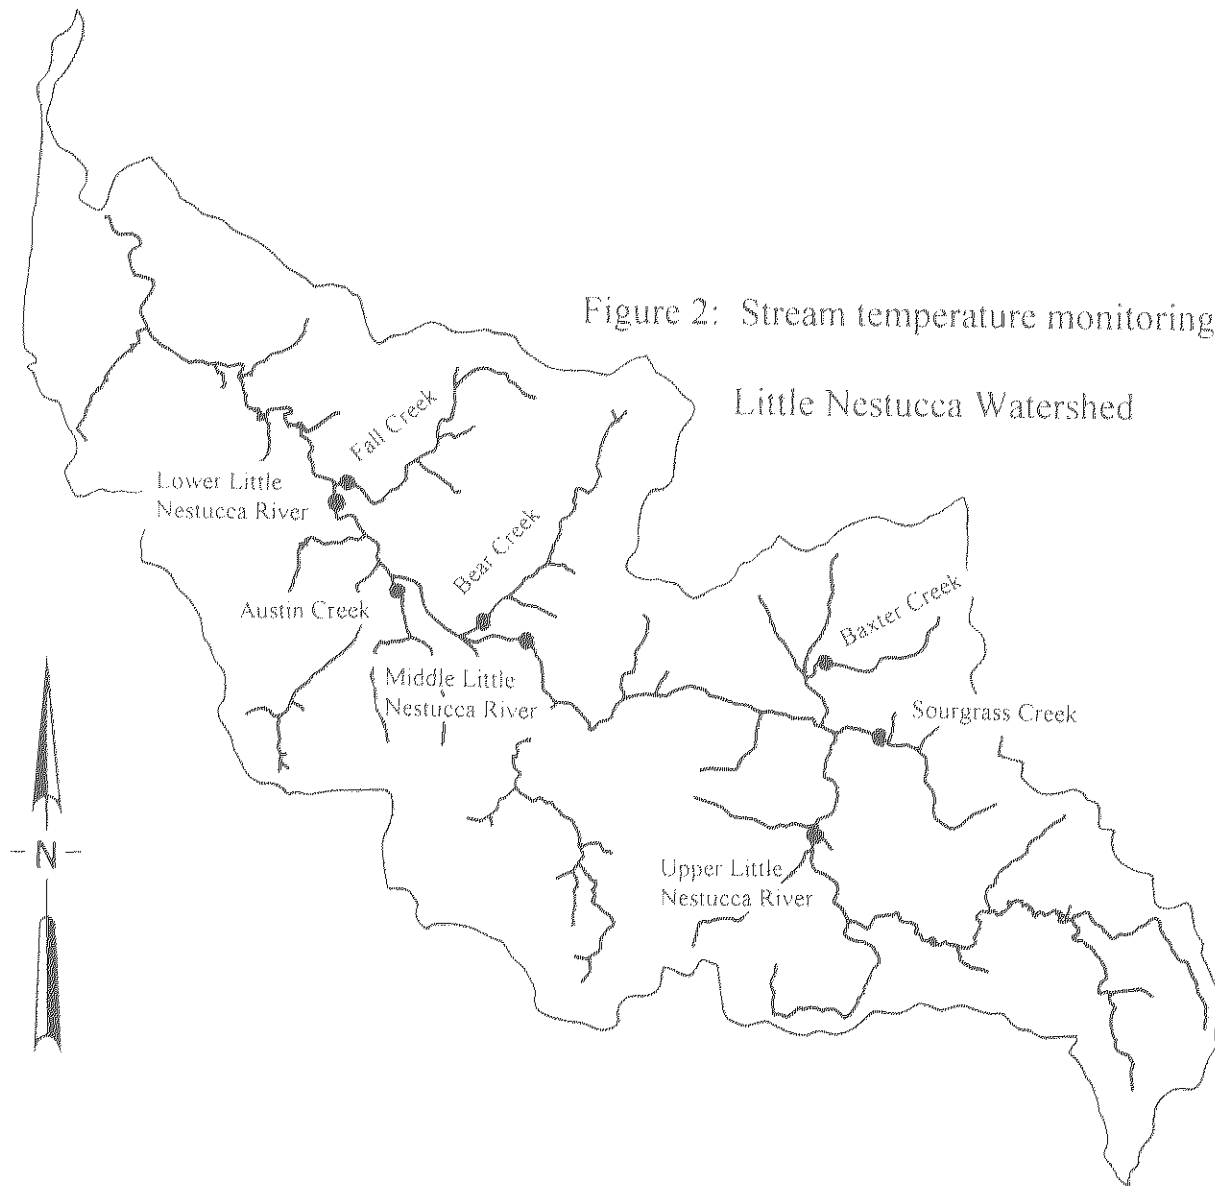 Figure 2: Stream temperature monitoring
Little Nestucca Watershed
Fall Creek
Lower Little
Nestucca River
Bear Creek
Austin Creek
Baxter Creek
Middle Little
Nestucca River
Sourgrass Creek
N
Upper Little
Nestucca River